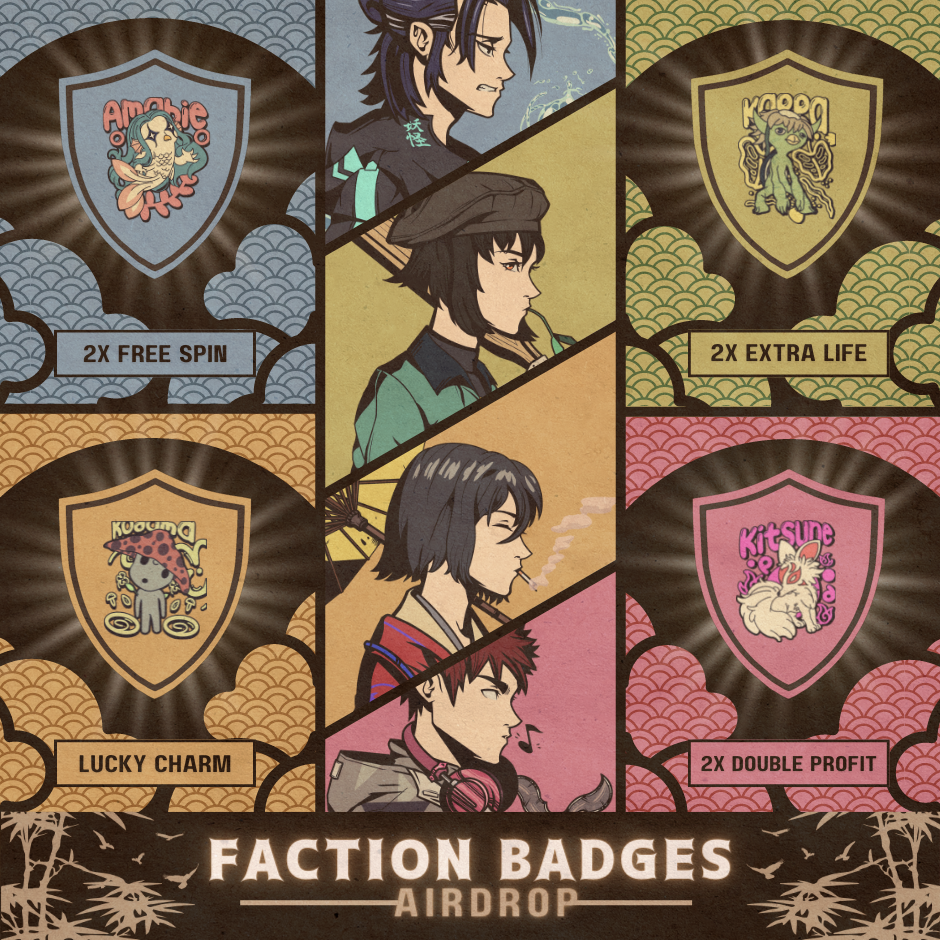 Amabie
2X FREE SPIN
妖怪
Kappa
2X EXTRA LIFE
Kodama
LUCKY CHARM
Kitsune
2X DOUBLE PROFIT
FACTION BADGES
AIRDROP